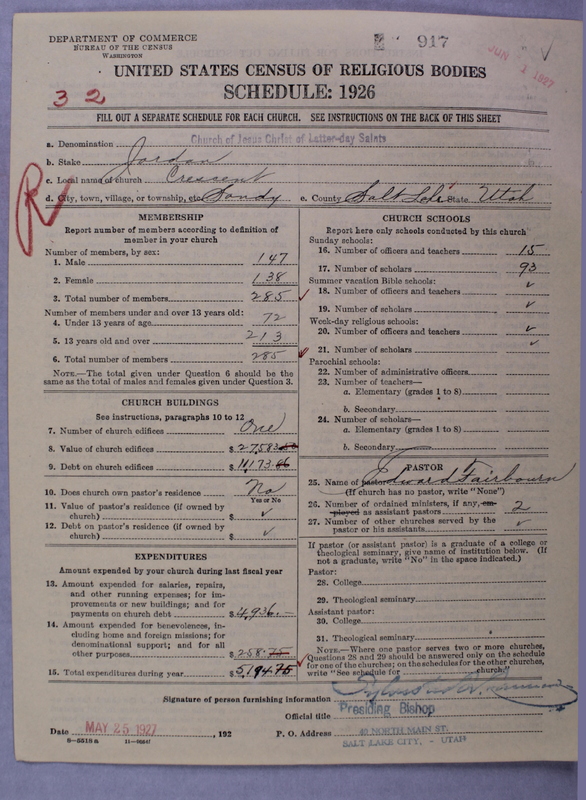 DEPARTMENT OF COMMERCE
BUREAU OF THE CENSUS
WASHINGTON
917
JUN 1 1927
UNITED STATES CENSUS OF RELIGIOUS BODIES
SCHEDULE: 1926
32
FILL OUT A SEPARATE SCHEDULE FOR EACH CHURCH. SEE INSTRUCTIONS ON THE BACK OF THIS SHEET
R
a. Denomination Church of Jesus Christ of Latter-day Saints
b. Stake Jordan
c. Local name of church Crescent
d. City, town, village, or township, etc. Sandy e. County Salt Lake State Utah
MEMBERSHIP
Report number of members according to definition of
member in your church
Number of members, by sex:
1. Male 147
2. Female 138
3. Total number of members 285
Number of members under and over 13 years old:
4. Under 13 years of age 72
5. 13 years old and over 213
6. Total number of members 285
NOTE.—The total given under Question 6 should be the
same as the total of males and females given under Question 3.
CHURCH BUILDINGS
See instructions, paragraphs 10 to 12
7. Number of church edifices One
8. Value of church edifices $ 27583
9. Debt on church edifices $ 11173
10. Does church own pastor's residence No
Yes or No
11. Value of pastor's residence (if owned by
church) $ ✓
12. Debt on pastor's residence (if owned by
church) $ ✓
EXPENDITURES
Amount expended by your church during last fiscal year
13. Amount expended for salaries, repairs,
and other running expenses; for im-
provements or new buildings; and for
payments on church debt $ 4,936.—
14. Amount expended for benevolences, in-
cluding home and foreign missions; for
denominational support; and for all
other purposes $ 258.75
15. Total expenditures during year $ 5194.75
CHURCH SCHOOLS
Report here only schools conducted by this church
Sunday schools:
16. Number of officers and teachers 15
17. Number of scholars 93
Summer vacation Bible schools:
18. Number of officers and teachers ✓
19. Number of scholars ✓
Week-day religious schools:
20. Number of officers and teachers ✓
21. Number of scholars ✓
Parochial schools:
22. Number of administrative officers
23. Number of teachers—
a. Elementary (grades 1 to 8)
b. Secondary
24. Number of scholars—
a. Elementary (grades 1 to 8)
b. Secondary
PASTOR
25. Name of pastor Edward Fairbourn
(If church has no pastor, write "None")
26. Number of ordained ministers, if any, em-
ployed as assistant pastors 2
27. Number of other churches served by the
pastor or his assistants ✓
If pastor (or assistant pastor) is a graduate of a college or
theological seminary, give name of institution below. (If
not a graduate, write "No" in the space indicated.)
Pastor:
28. College
29. Theological seminary
Assistant pastor:
30. College
31. Theological seminary
NOTE.—Where one pastor serves two or more churches,
Questions 28 and 29 should be answered only on the schedule
for one of the churches; on the schedules for the other churches,
write "See schedule for church"
Signature of person furnishing information
Official title Presiding Bishop
Date MAY 25 1927, 192 P. O. Address 40 NORTH MAIN ST.
SALT LAKE CITY, - UTAH